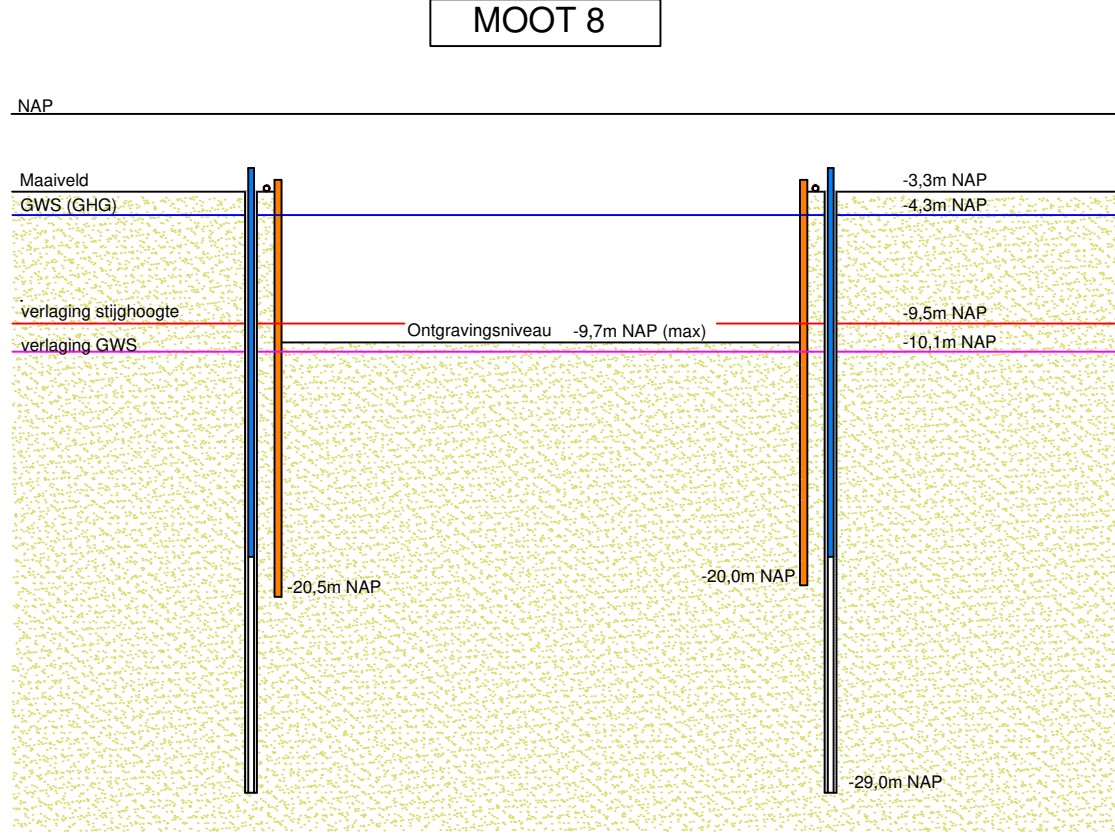 MOOT 8
NAP
Maaiveld
-3,3m NAP
GWS (GHG)
-4,3m NAP
verlaging stijghoogte
-9,5m NAP
Ontgravingsniveau -9,7m NAP (max)
verlaging GWS
-10,1m NAP
-20,5m NAP
-20,0m NAP
-29,0m NAP